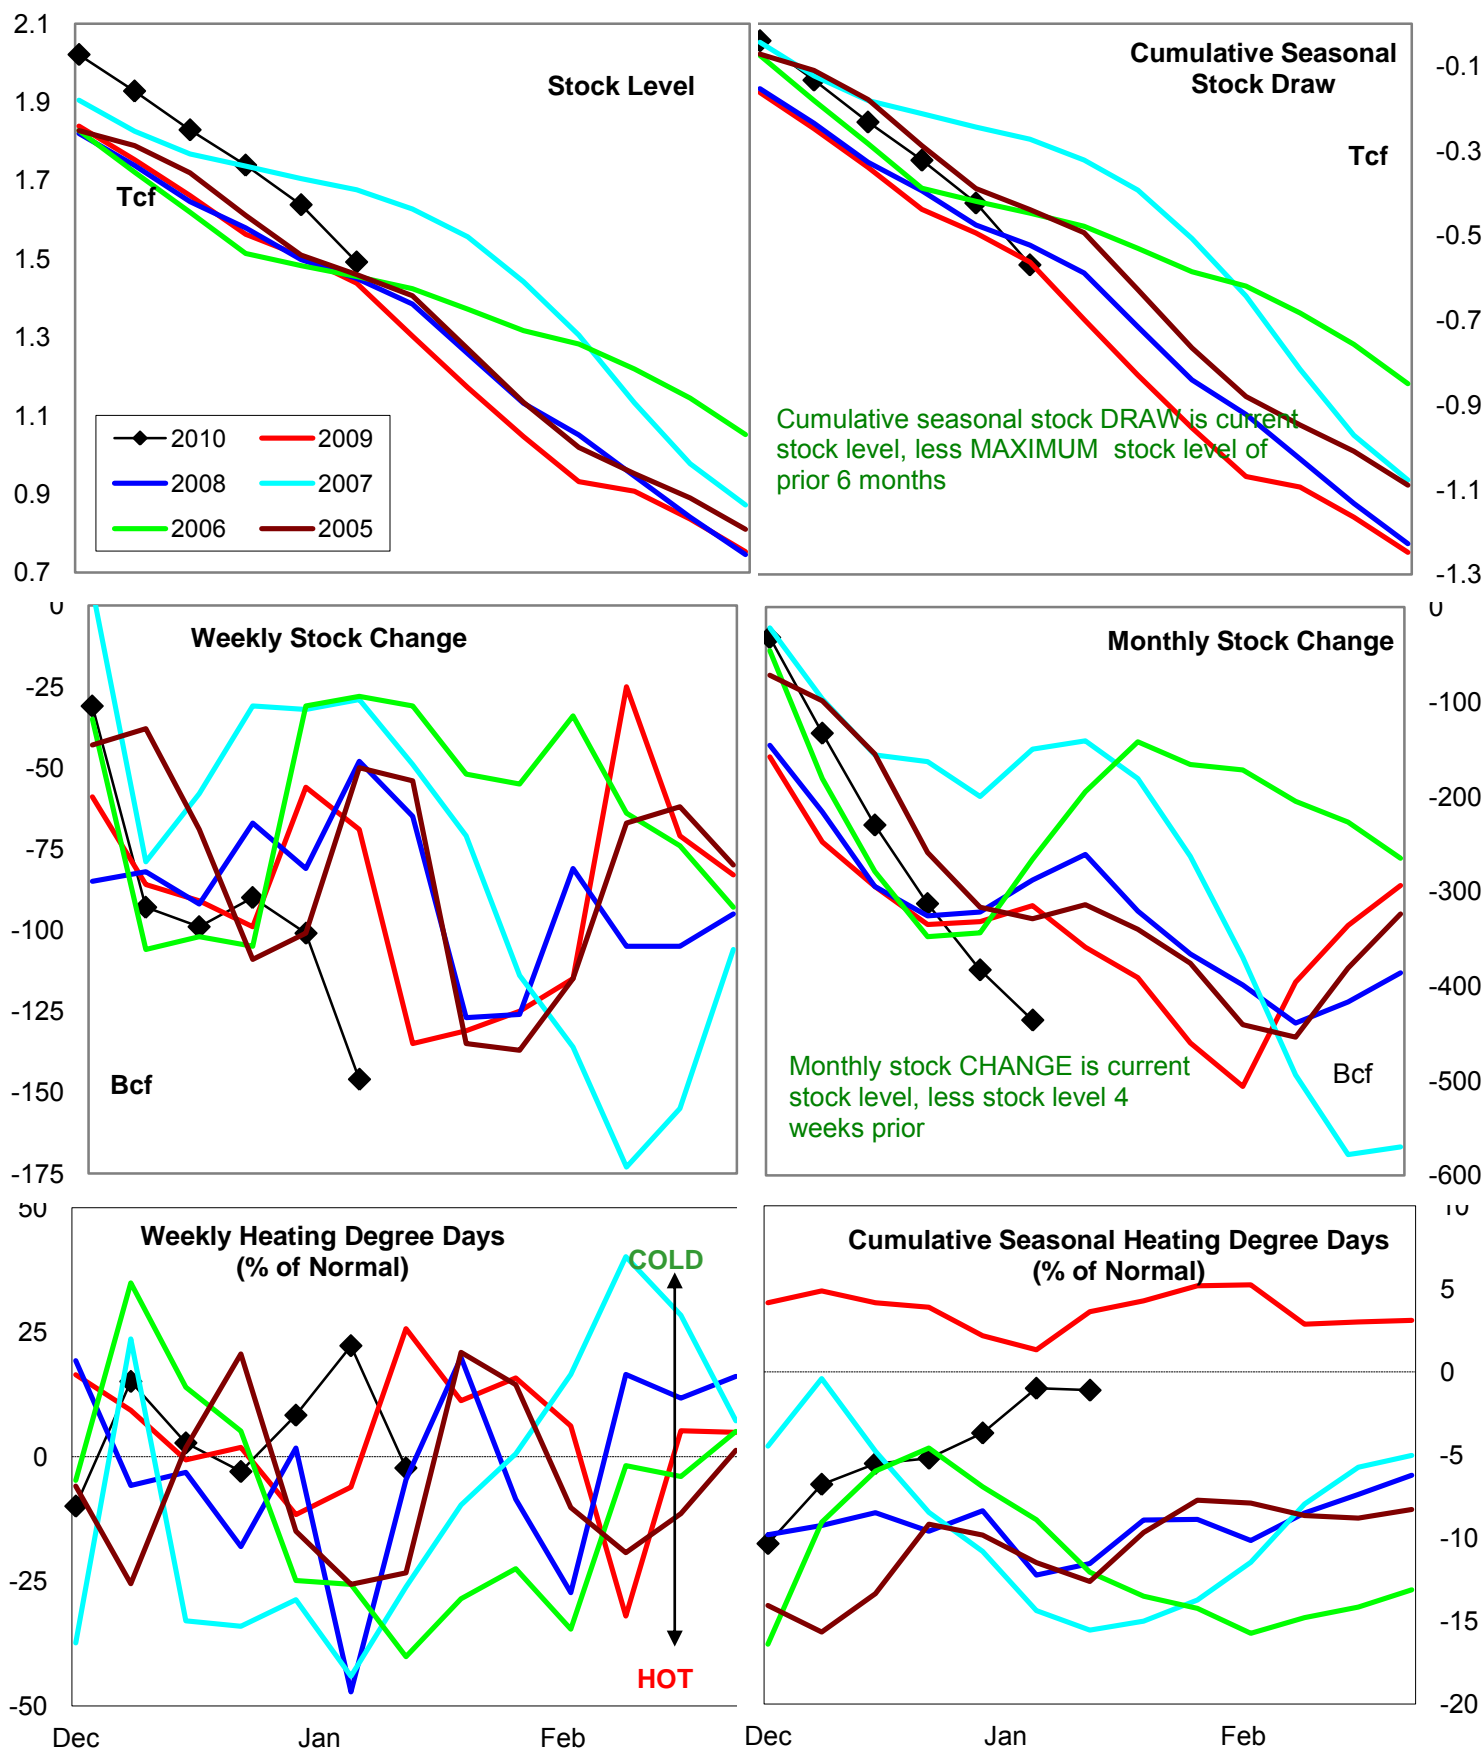 2.1
1.9
1.7
1.5
1.3
1.1
0.9
0.7
Stock Level
Tcf
2010
2009
2008
2007
2006
2005
Cumulative Seasonal
Stock Draw
Tcf
-0.1
-0.3
-0.5
-0.7
-0.9
-1.1
-1.3
Cumulative seasonal stock DRAW is current
stock level, less MAXIMUM stock level of
prior 6 months
0
-25
-50
-75
-100
-125
-150
-175
Weekly Stock Change
Bcf
Monthly Stock Change
0
-100
-200
-300
-400
-500
-600
Monthly stock CHANGE is current
stock level, less stock level 4
weeks prior
Bcf
50
25
0
-25
-50
Weekly Heating Degree Days
(% of Normal)
COLD
HOT
Dec
Jan
Feb
Cumulative Seasonal Heating Degree Days
(% of Normal)
10
5
0
-5
-10
-15
-20
Dec
Jan
Feb